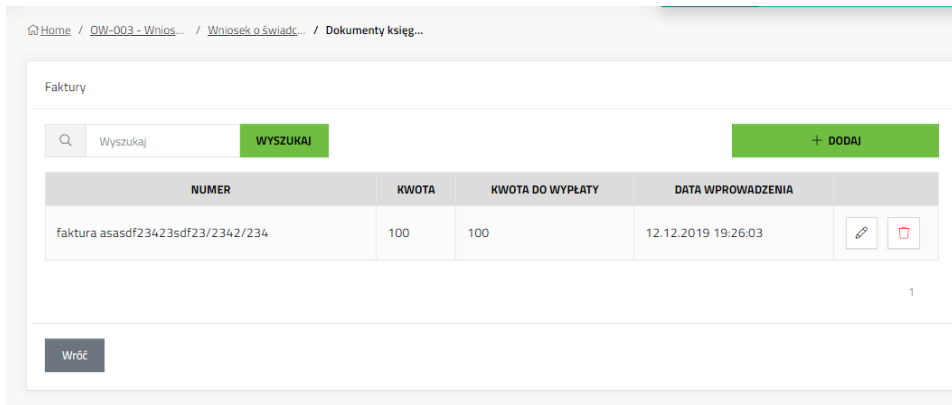 Home / OW-003 - Wnios... / Wniosek o świadc... / Dokumenty księg...
Faktury
Wyszukaj WYSZUKAJ + DODAJ
NUMER KWOTA KWOTA DO WYPŁATY DATA WPROWADZENIA
faktura asasdf23423sdf23/2342/234 100 100 12.12.2019 19:26:03
1
Wróć